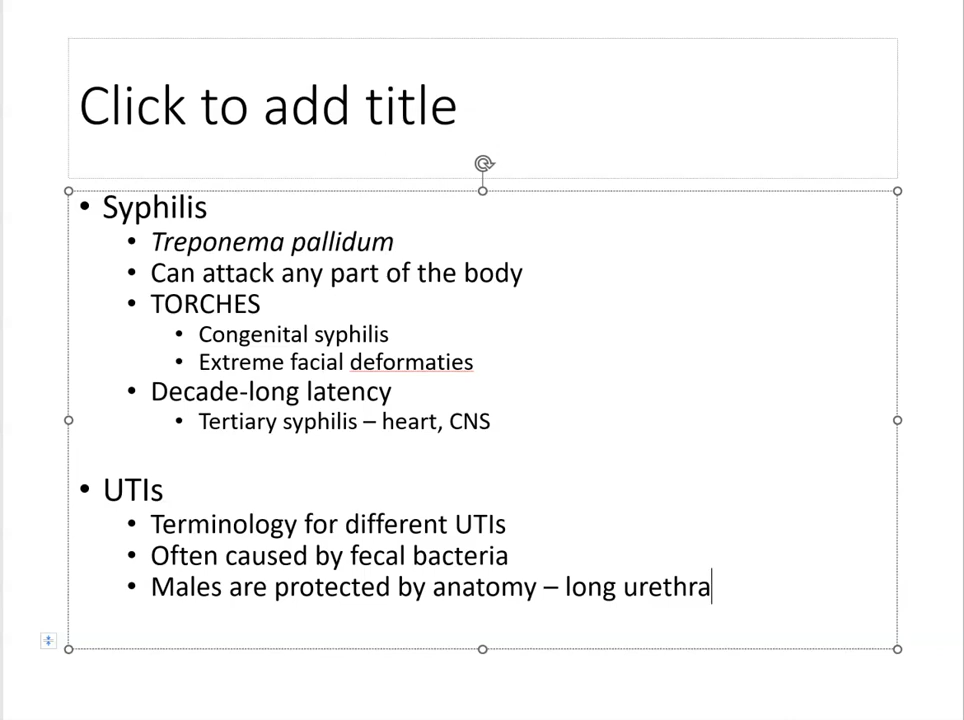 Click to add title
• Syphilis
• Treponema pallidum
• Can attack any part of the body
• TORCHES
• Congenital syphilis
• Extreme facial deformaties
• Decade-long latency
• Tertiary syphilis – heart, CNS
• UTIs
• Terminology for different UTIs
• Often caused by fecal bacteria
• Males are protected by anatomy – long urethra